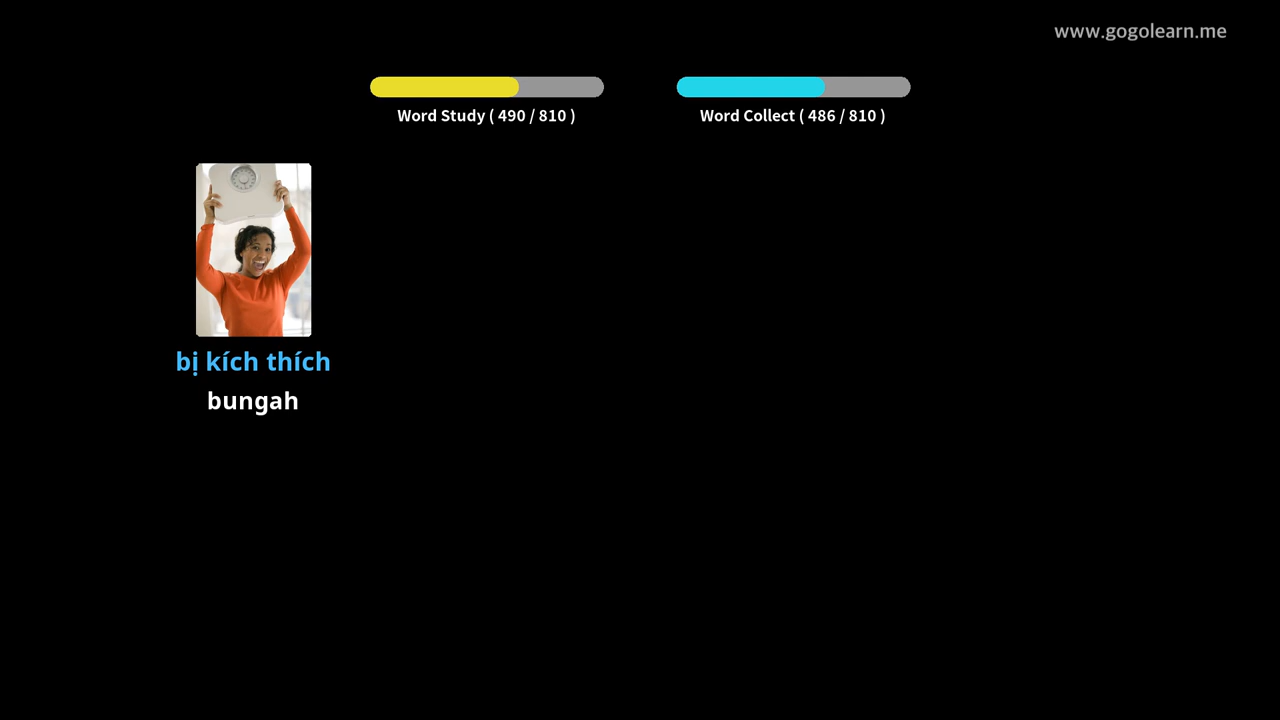 www.gogolearn.me
Word Study ( 490 / 810 )
Word Collect ( 486 / 810 )
bị kích thích
bungah